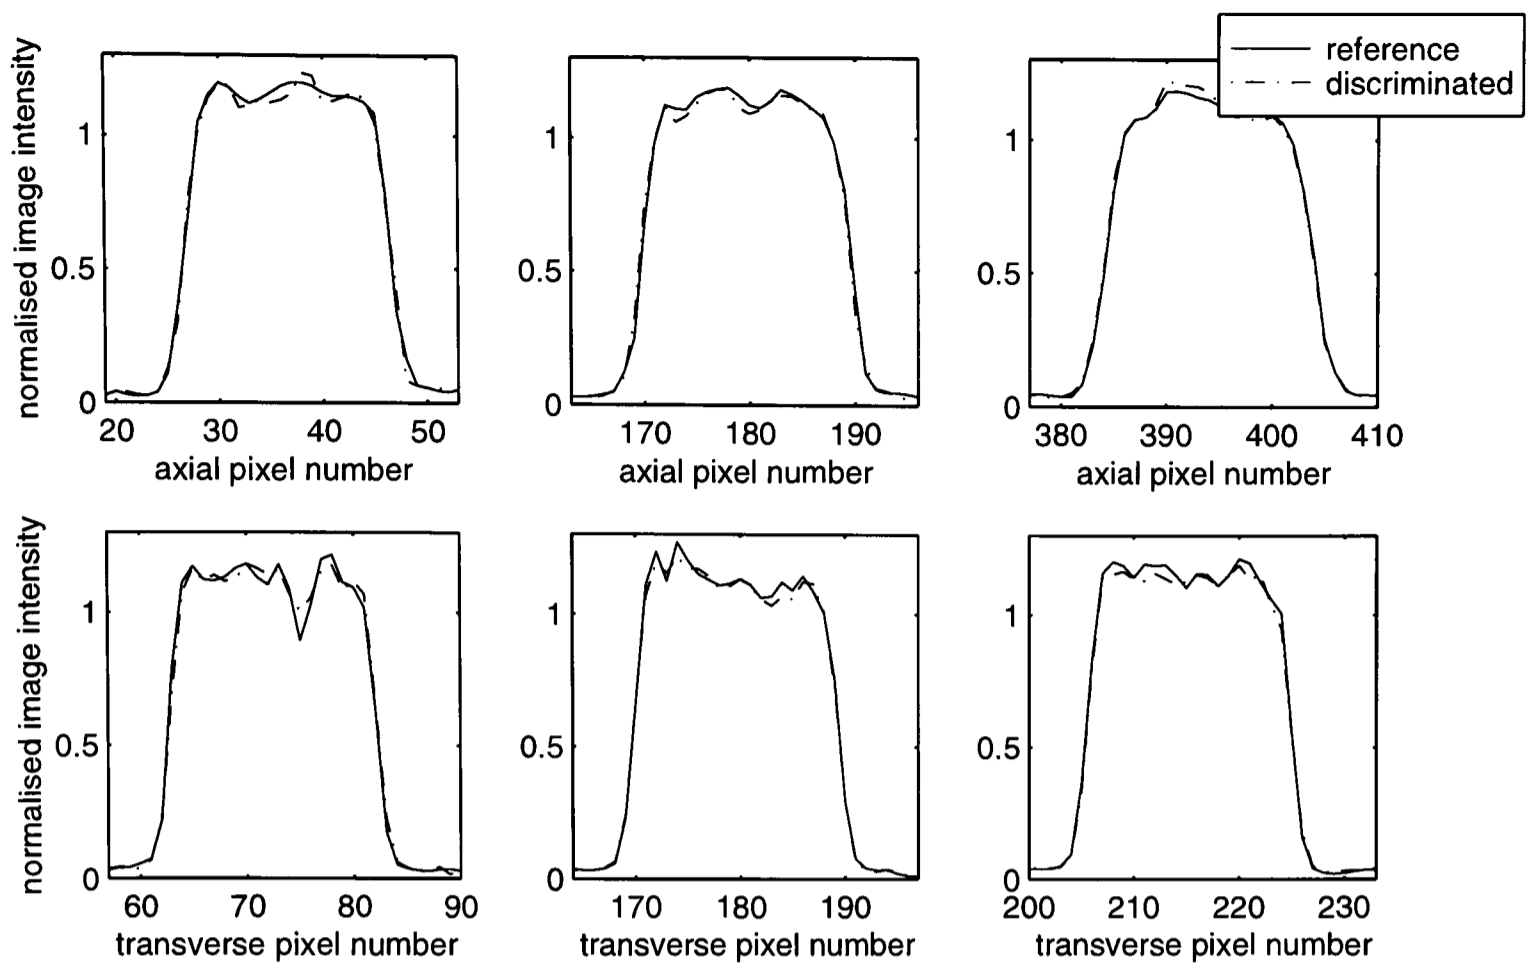 reference
discriminated
normalised image intensity
1
0.5
0
20 30 40 50
axial pixel number
1
0.5
0
170 180 190
axial pixel number
1
0.5
0
380 390 400 410
axial pixel number
normalised image intensity
1
0.5
0
60 70 80 90
transverse pixel number
1
0.5
0
170 180 190
transverse pixel number
1
0.5
0
200 210 220 230
transverse pixel number